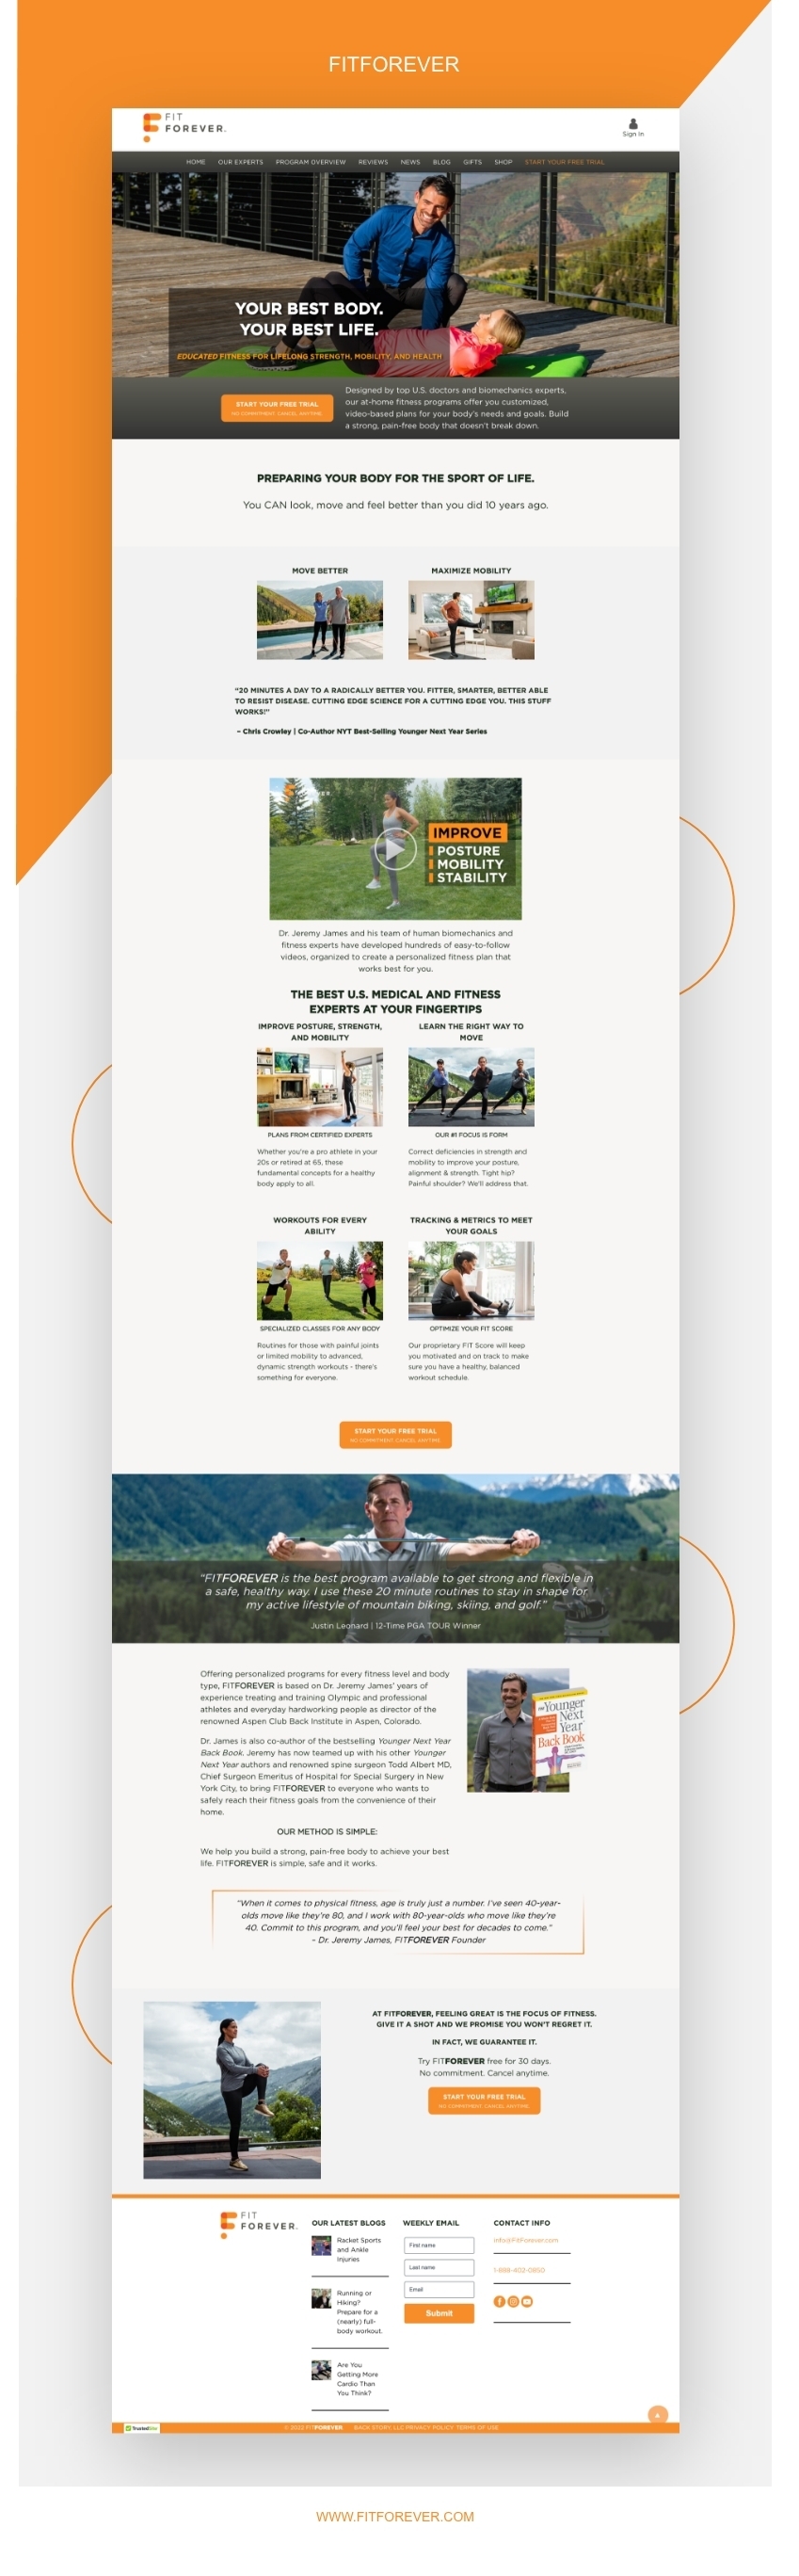 FITFOREVER
FIT
FOREVER.
Sign In
HOME OUR EXPERTS PROGRAM OVERVIEW REVIEWS NEWS BLOG GIFTS SHOP START YOUR FREE TRIAL
YOUR BEST BODY.
YOUR BEST LIFE.
EDUCATED FITNESS FOR LIFELONG STRENGTH, MOBILITY, AND HEALTH
START YOUR FREE TRIAL
NO COMMITMENT. CANCEL ANYTIME.
Designed by top U.S. doctors and biomechanics experts,
our at-home fitness programs offer you customized,
video-based plans for your body's needs and goals. Build
a strong, pain-free body that doesn't break down.
PREPARING YOUR BODY FOR THE SPORT OF LIFE.
You CAN look, move and feel better than you did 10 years ago.
MOVE BETTER
MAXIMIZE MOBILITY
"20 MINUTES A DAY TO A RADICALLY BETTER YOU. FITTER, SMARTER, BETTER ABLE
TO RESIST DISEASE. CUTTING EDGE SCIENCE FOR A CUTTING EDGE YOU. THIS STUFF
WORKS!"
– Chris Crowley | Co-Author NYT Best-Selling Younger Next Year Series
IMPROVE
POSTURE
MOBILITY
STABILITY
Dr. Jeremy James and his team of human biomechanics and
fitness experts have developed hundreds of easy-to-follow
videos, organized to create a personalized fitness plan that
works best for you.
THE BEST U.S. MEDICAL AND FITNESS
EXPERTS AT YOUR FINGERTIPS
IMPROVE POSTURE, STRENGTH,
AND MOBILITY
PLANS FROM CERTIFIED EXPERTS
Whether you're a pro athlete in your
20s or retired at 65, these
fundamental concepts for a healthy
body apply to all.
LEARN THE RIGHT WAY TO
MOVE
OUR #1 FOCUS IS FORM
Correct deficiencies in strength and
mobility to improve your posture,
alignment & strength. Tight hip?
Painful shoulder? We'll address that.
WORKOUTS FOR EVERY
ABILITY
SPECIALIZED CLASSES FOR ANY BODY
Routines for those with painful joints
or limited mobility to advanced,
dynamic strength workouts - there's
something for everyone.
TRACKING & METRICS TO MEET
YOUR GOALS
OPTIMIZE YOUR FIT SCORE
Our proprietary FIT Score will keep
you motivated and on track to make
sure you have a healthy, balanced
workout schedule.
START YOUR FREE TRIAL
NO COMMITMENT. CANCEL ANYTIME.
"FITFOREVER is the best program available to get strong and flexible in
a safe, healthy way. I use these 20 minute routines to stay in shape for
my active lifestyle of mountain biking, skiing, and golf."
Justin Leonard | 12-Time PGA TOUR Winner
Offering personalized programs for every fitness level and body
type, FITFOREVER is based on Dr. Jeremy James' years of
experience treating and training Olympic and professional
athletes and everyday hardworking people as director of the
renowned Aspen Club Back Institute in Aspen, Colorado.
Dr. James is also co-author of the bestselling Younger Next Year
Back Book. Jeremy has now teamed up with his other Younger
Next Year authors and renowned spine surgeon Todd Albert MD,
Chief Surgeon Emeritus of Hospital for Special Surgery in New
York City, to bring FITFOREVER to everyone who wants to
safely reach their fitness goals from the convenience of their
home.
OUR METHOD IS SIMPLE:
We help you build a strong, pain-free body to achieve your best
life. FITFOREVER is simple, safe and it works.
THE Younger
Next
Year
Back Book
"When it comes to physical fitness, age is truly just a number. I've seen 40-year-
olds move like they're 80, and I work with 80-year-olds who move like they're
40. Commit to this program, and you'll feel your best for decades to come."
– Dr. Jeremy James, FITFOREVER Founder
AT FITFOREVER, FEELING GREAT IS THE FOCUS OF FITNESS.
GIVE IT A SHOT AND WE PROMISE YOU WON'T REGRET IT.
IN FACT, WE GUARANTEE IT.
Try FITFOREVER free for 30 days.
No commitment. Cancel anytime.
START YOUR FREE TRIAL
NO COMMITMENT. CANCEL ANYTIME.
FIT
FOREVER.
OUR LATEST BLOGS
Racket Sports
and Ankle
Injuries
Running or
Hiking?
Prepare for a
(nearly) full-
body workout.
Are You
Getting More
Cardio Than
You Think?
WEEKLY EMAIL
First name
Last name
Email
Submit
CONTACT INFO
info@FitForever.com
1-888-402-0850
TrustedSite
© 2022 FITFOREVER BACK STORY, LLC PRIVACY POLICY TERMS OF USE
WWW.FITFOREVER.COM